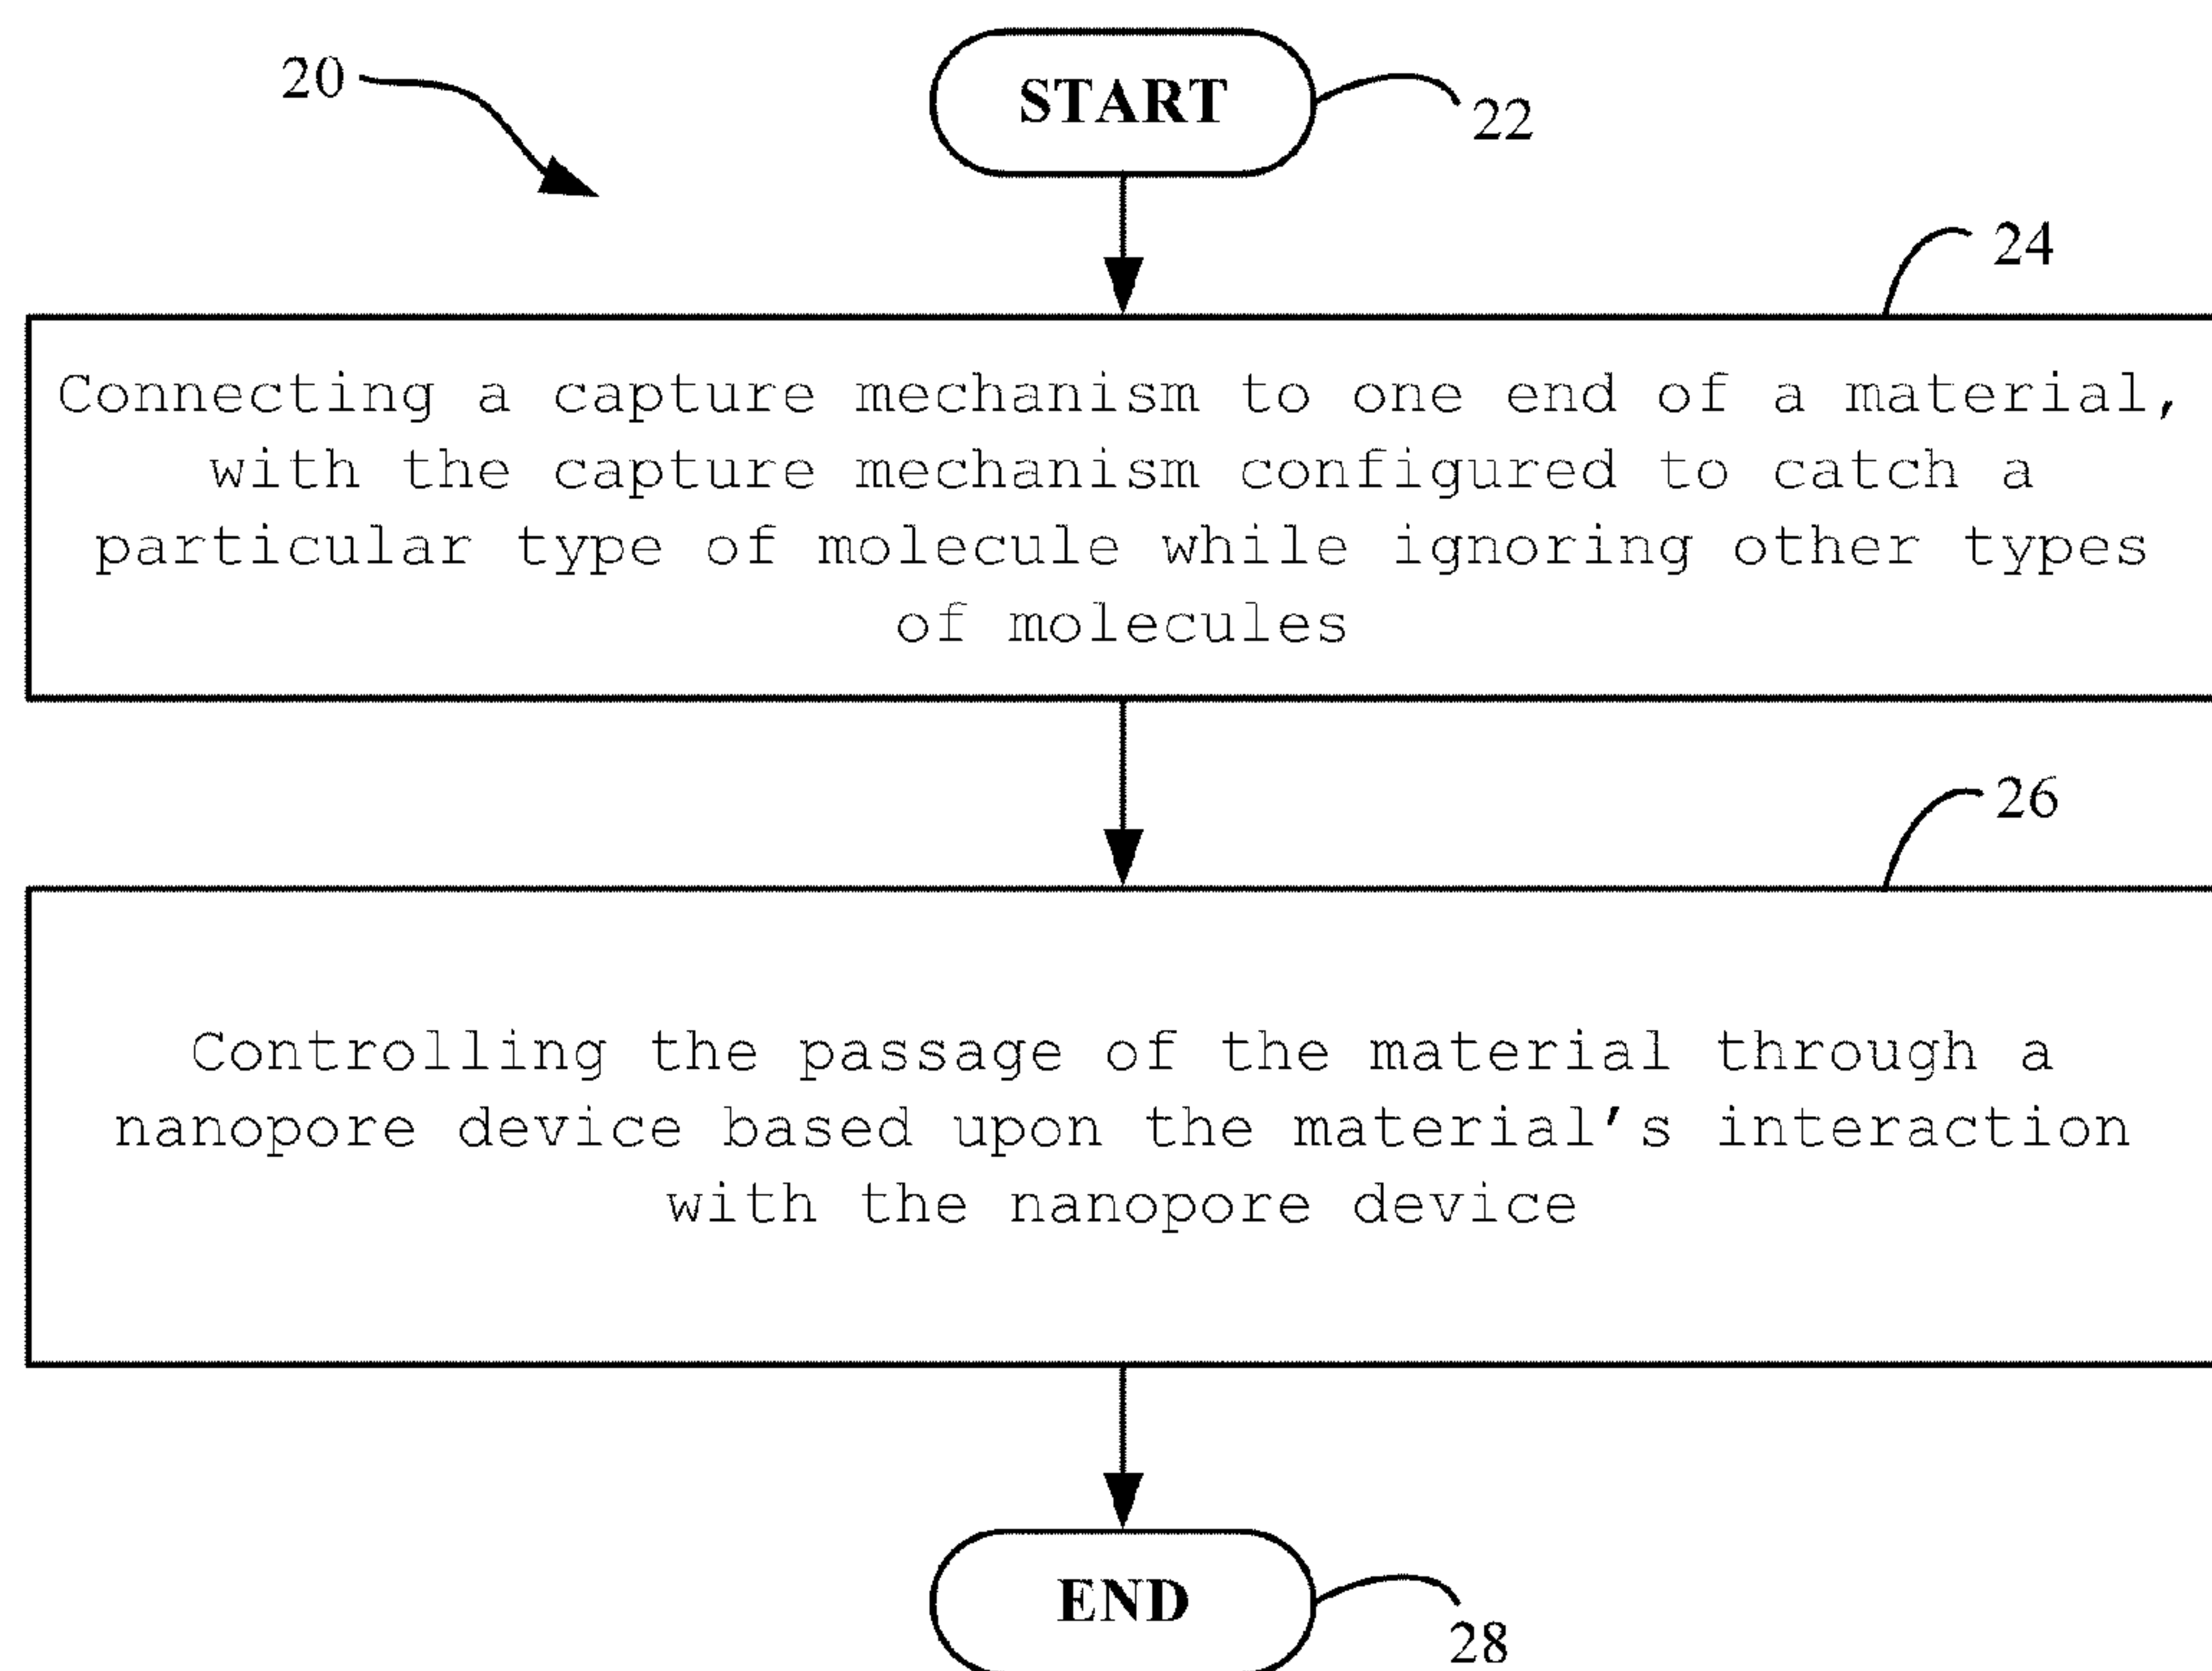 20
START
22
24
Connecting a capture mechanism to one end of a material,
with the capture mechanism configured to catch a
particular type of molecule while ignoring other types
of molecules
26
Controlling the passage of the material through a
nanopore device based upon the material's interaction
with the nanopore device
END
28